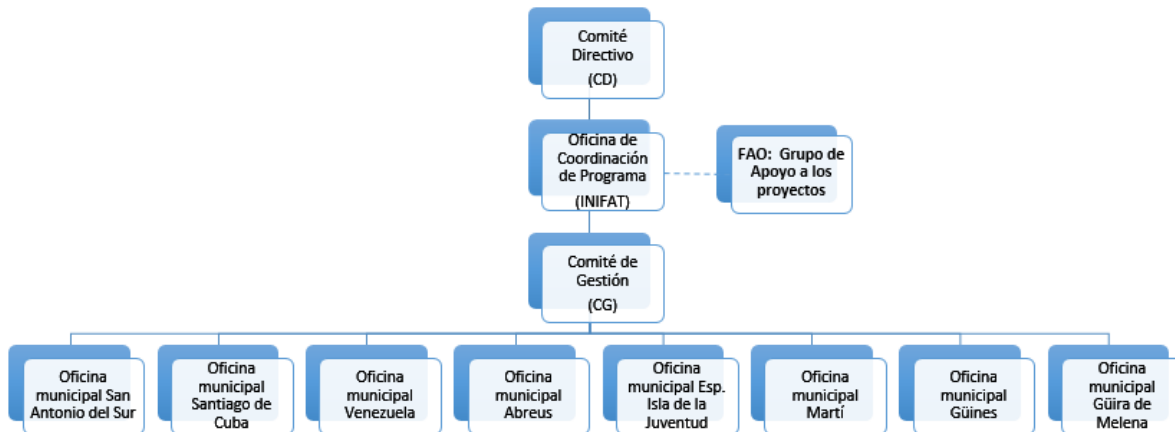 Comité
Directivo
(CD)
Oficina de
Coordinación
de Programa
(INIFAT)
FAO: Grupo de
Apoyo a los
proyectos
Comité de
Gestión
(CG)
Oficina
municipal San
Antonio del Sur
Oficina
municipal
Santiago de
Cuba
Oficina
municipal
Venezuela
Oficina
municipal
Abreus
Oficina
municipal Esp.
Isla de la
Juventud
Oficina
municipal
Martí
Oficina
municipal
Güines
Oficina
municipal
Güira de
Melena